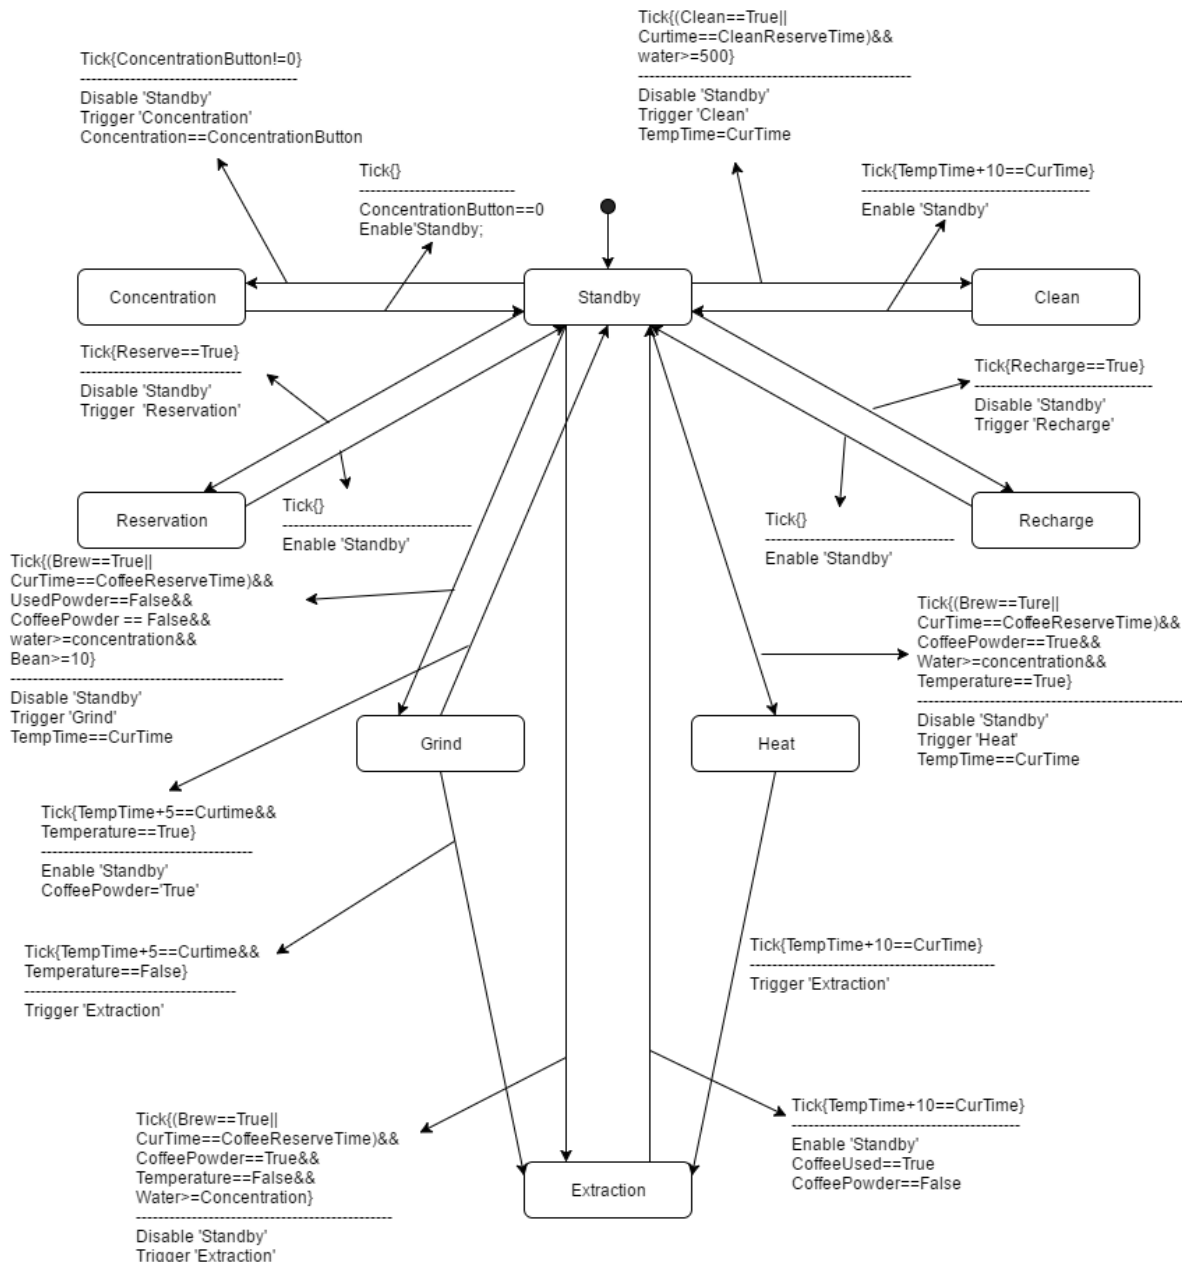 Tick{(Clean==True||
Curtime==CleanReserveTime)&&
water>=500}
Disable 'Standby'
Trigger 'Clean'
TempTime=CurTime
Tick{ConcentrationButton!=0}
Disable 'Standby'
Trigger 'Concentration'
Concentration==ConcentrationButton
Tick{}
ConcentrationButton==0
Enable'Standby;
Tick{TempTime+10==CurTime}
Enable 'Standby'
Concentration
Standby
Clean
Tick{Reserve==True}
Disable 'Standby'
Trigger 'Reservation'
Tick{Recharge==True}
Disable 'Standby'
Trigger 'Recharge'
Reservation
Tick{}
Enable 'Standby'
Tick{}
Enable 'Standby'
Recharge
Tick{(Brew==True||
CurTime==CoffeeReserveTime)&&
UsedPowder==False&&
CoffeePowder == False&&
water>=concentration&&
Bean>=10}
Disable 'Standby'
Trigger 'Grind'
TempTime==CurTime
Tick{(Brew==Ture||
CurTime==CoffeeReserveTime)&&
CoffeePowder==True&&
Water>=concentration&&
Temperature==True}
Disable 'Standby'
Trigger 'Heat'
TempTime==CurTime
Grind
Heat
Tick{TempTime+5==Curtime&&
Temperature==True}
Enable 'Standby'
CoffeePowder='True'
Tick{TempTime+5==Curtime&&
Temperature==False}
Trigger 'Extraction'
Tick{TempTime+10==CurTime}
Trigger 'Extraction'
Tick{(Brew==True||
CurTime==CoffeeReserveTime)&&
CoffeePowder==True&&
Temperature==False&&
Water>=Concentration}
Disable 'Standby'
Trigger 'Extraction'
Tick{TempTime+10==CurTime}
Enable 'Standby'
CoffeeUsed==True
CoffeePowder==False
Extraction